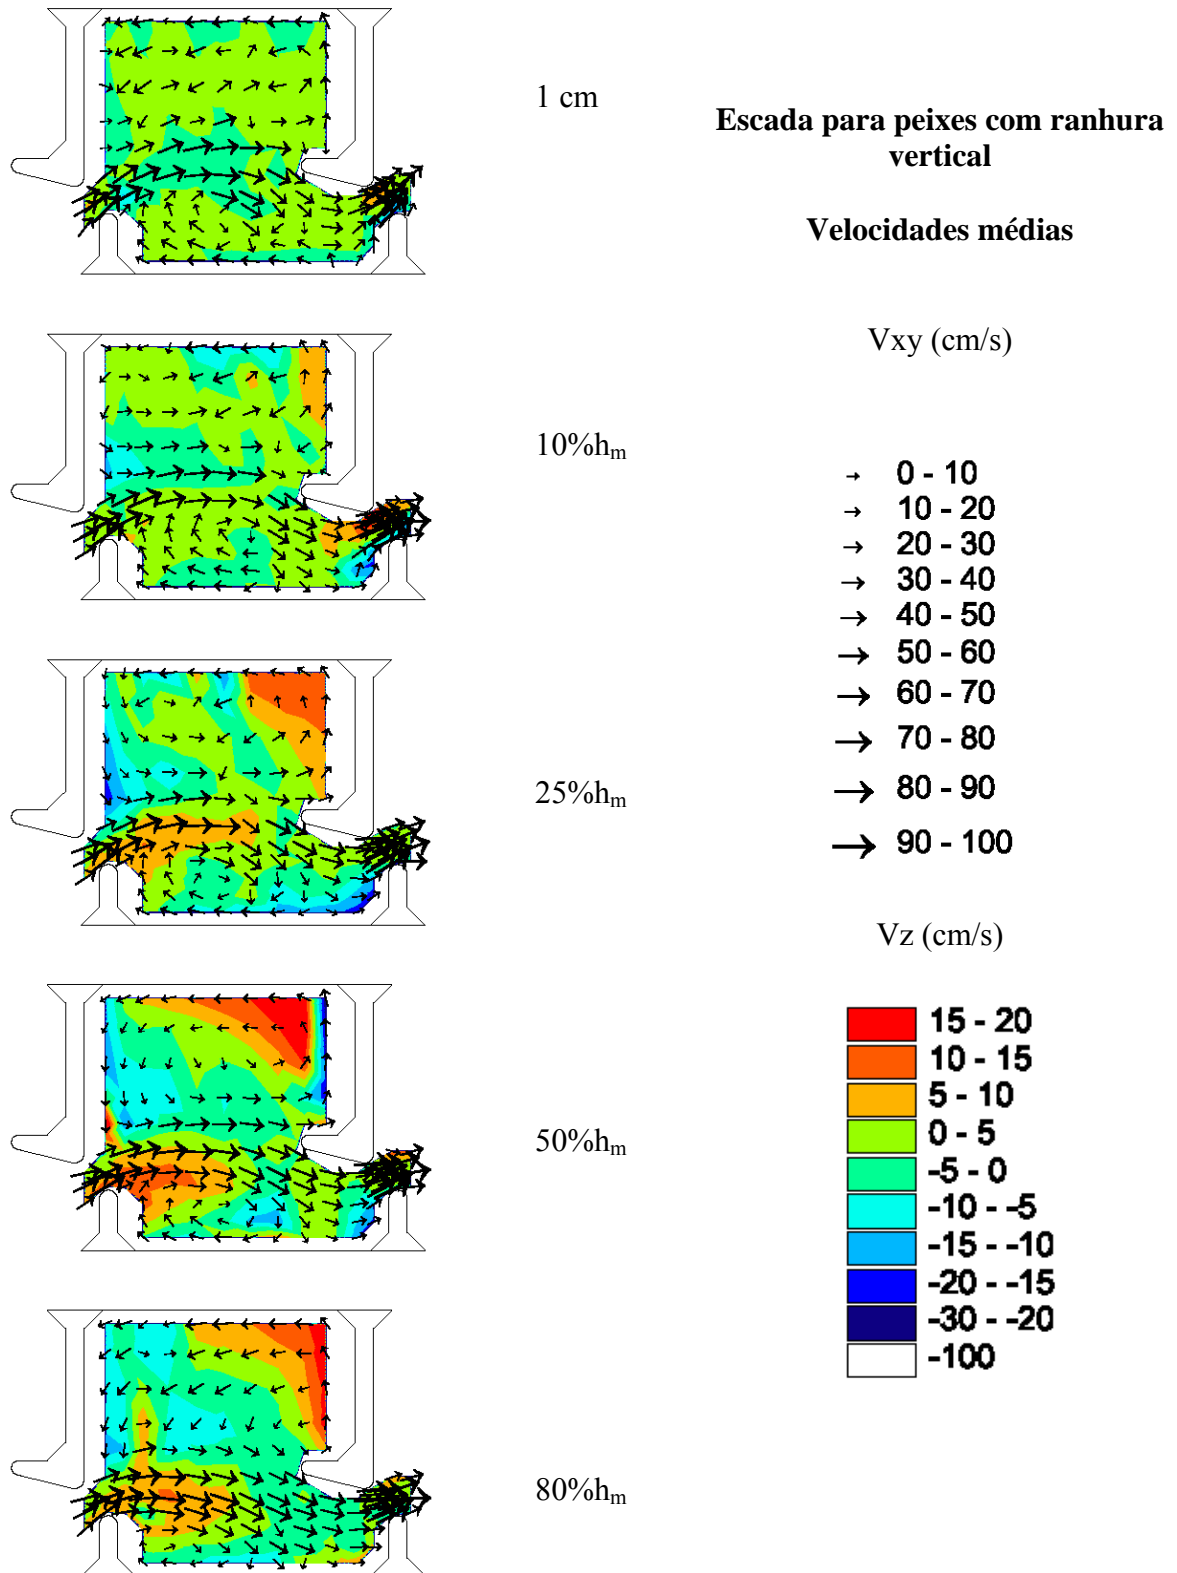 1 cm
Escada para peixes com ranhura
vertical
Velocidades médias
Vxy (cm/s)
10%hm
0 - 10
10 - 20
20 - 30
30 - 40
40 - 50
50 - 60
60 - 70
70 - 80
80 - 90
90 - 100
25%hm
Vz (cm/s)
15 - 20
10 - 15
5 - 10
0 - 5
-5 - 0
-10 - -5
-15 - -10
-20 - -15
-30 - -20
-100
50%hm
80%hm